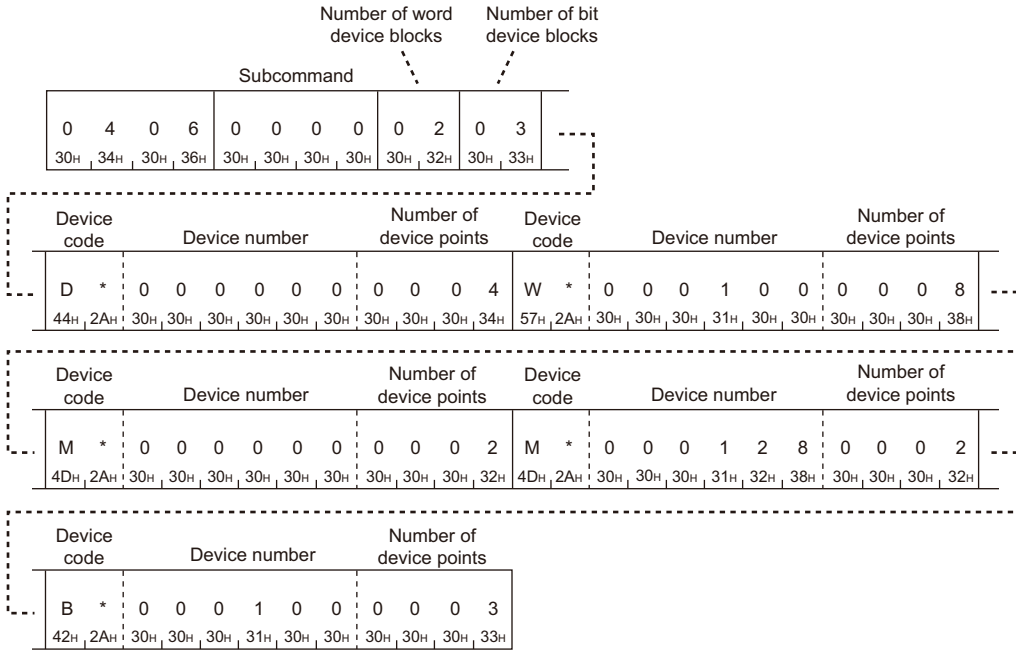 Number of word Number of bit
device blocks device blocks
Subcommand
0 4 0 6 0 0 0 0 0 2 0 3
30H 34H 30H 36H 30H 30H 30H 30H 30H 32H 30H 33H
Device Number of Device Number of
code Device number device points code Device number device points
D * 0 0 0 0 0 0 0 0 0 4 W * 0 0 0 1 0 0 0 0 0 8
44H 2AH 30H 30H 30H 30H 30H 30H 30H 30H 30H 34H 57H 2AH 30H 30H 30H 31H 30H 30H 30H 30H 30H 38H
Device Number of Device Number of
code Device number device points code Device number device points
M * 0 0 0 0 0 0 0 0 0 2 M * 0 0 0 1 2 8 0 0 0 2
4DH 2AH 30H 30H 30H 30H 30H 30H 30H 30H 30H 32H 4DH 2AH 30H 30H 30H 31H 32H 38H 30H 30H 30H 32H
Device Number of
code Device number device points
B * 0 0 0 1 0 0 0 0 0 3
42H 2AH 30H 30H 30H 31H 30H 30H 30H 30H 30H 33H